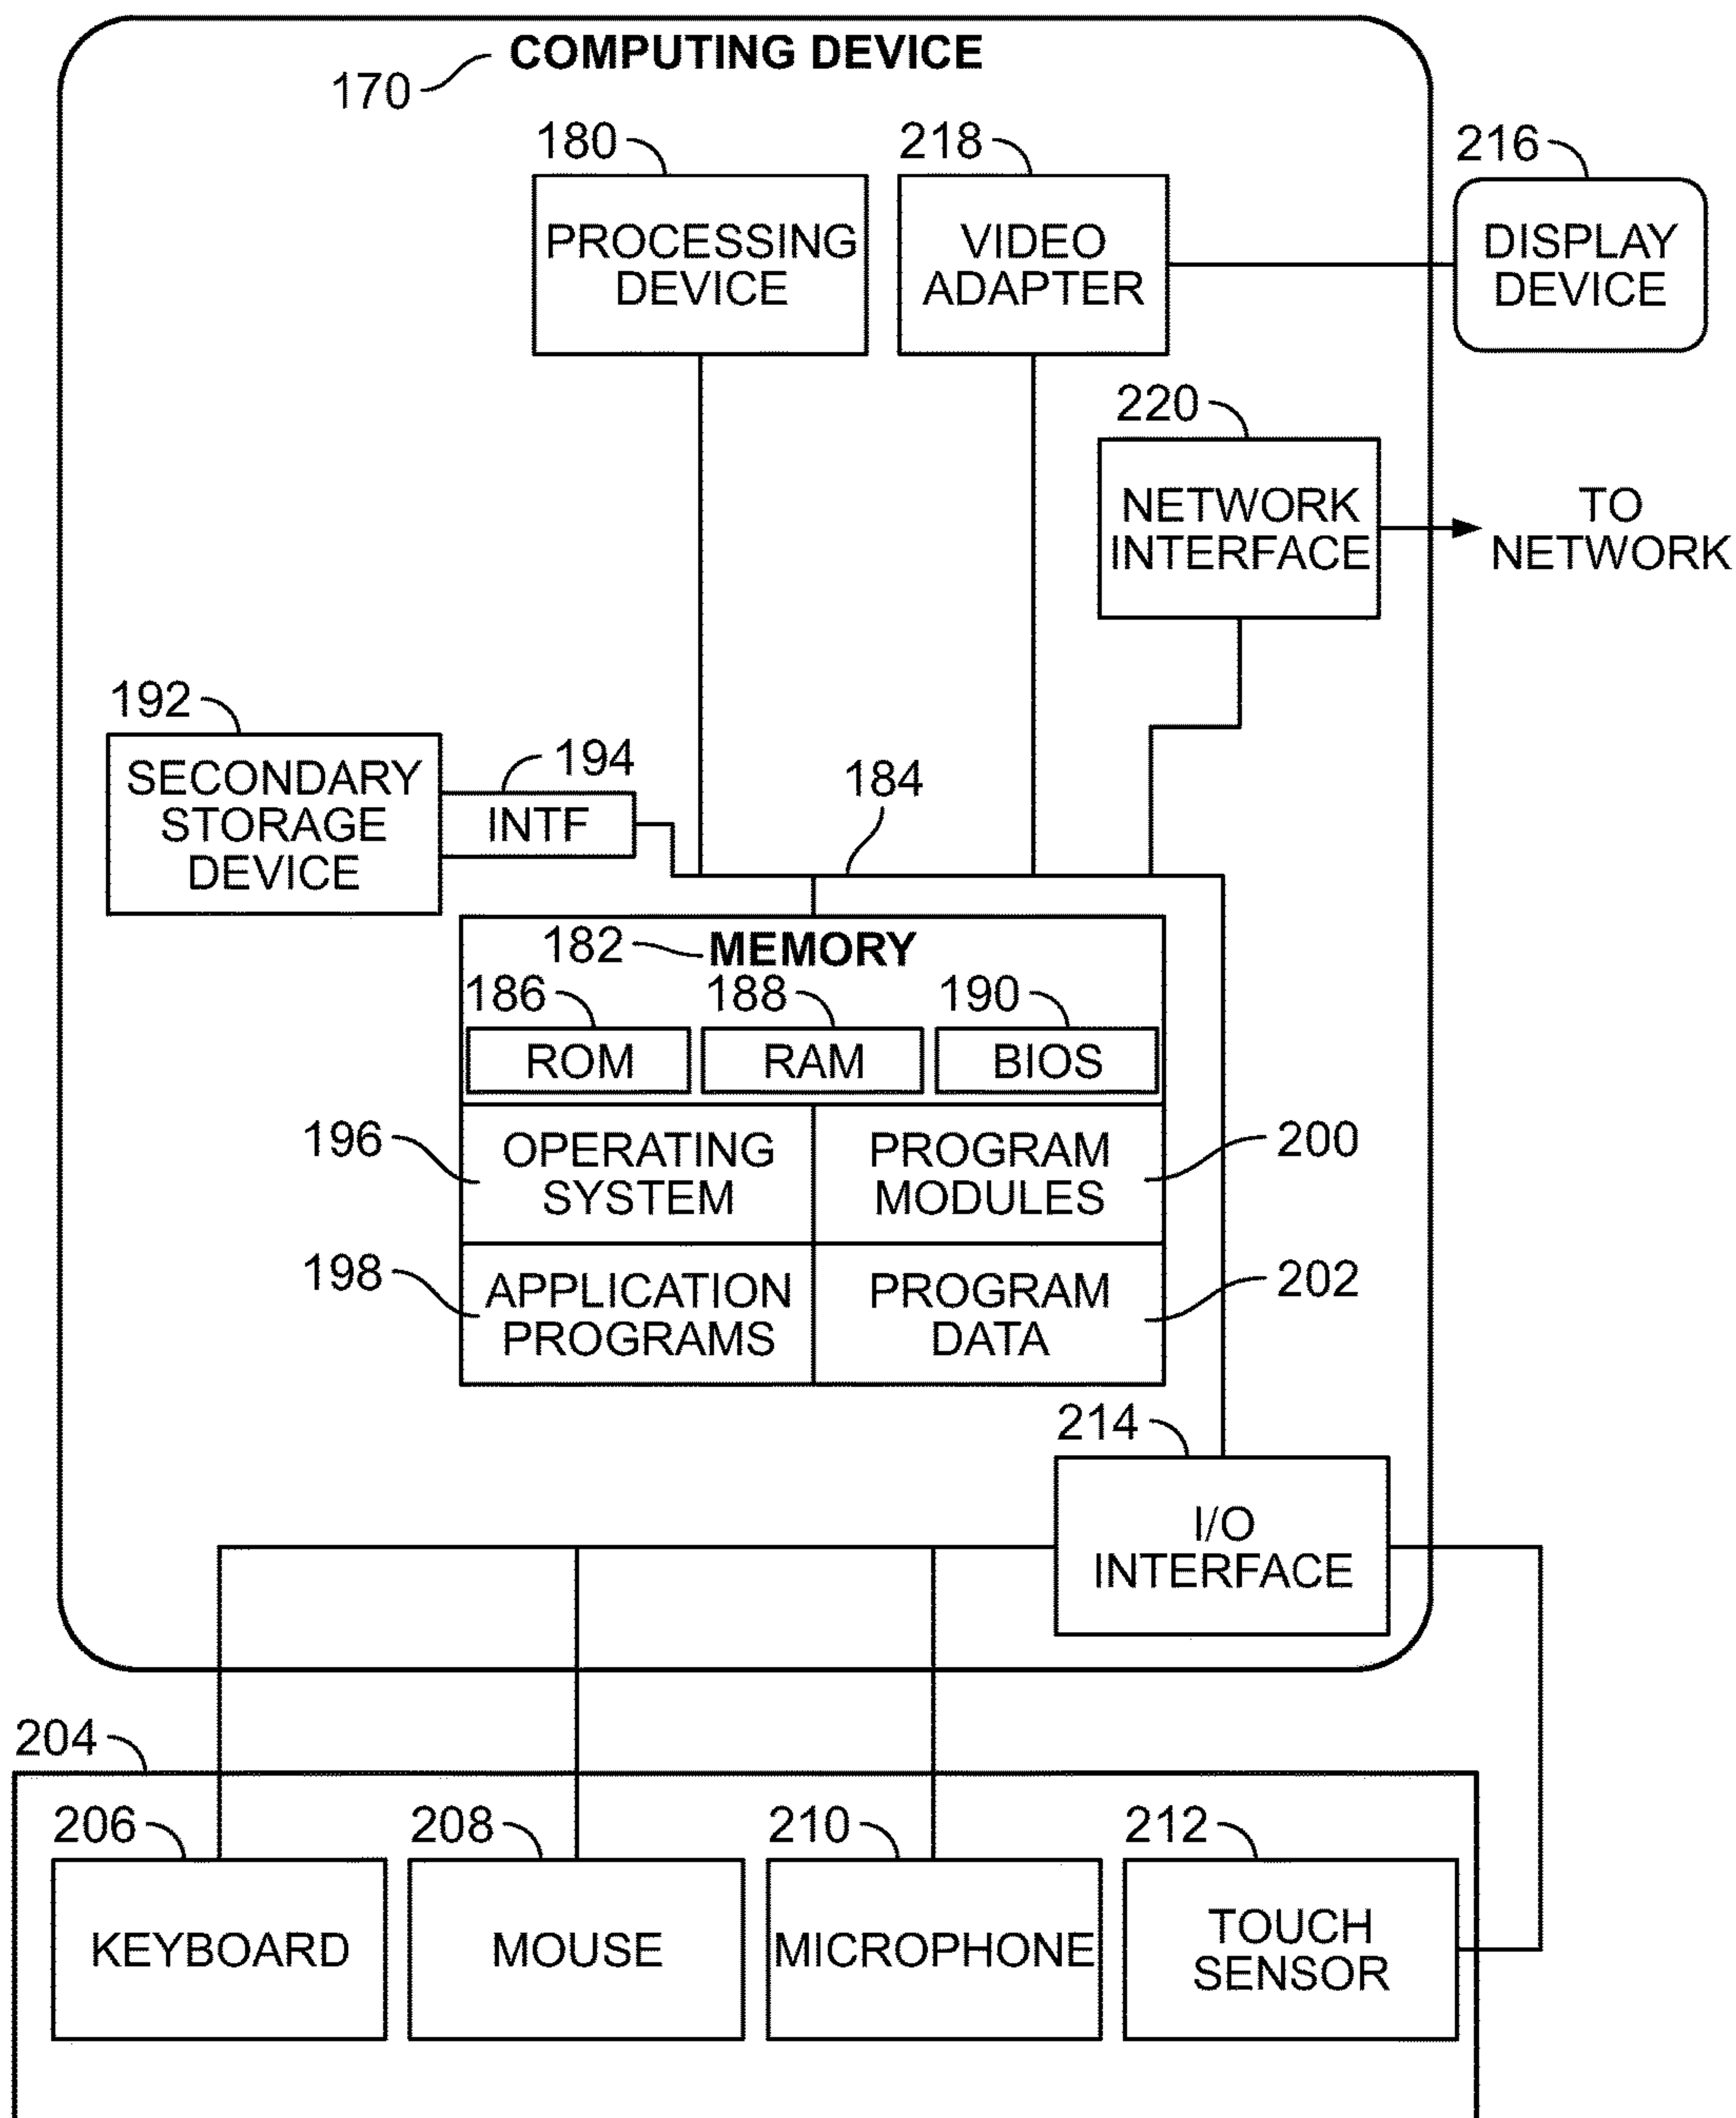 COMPUTING DEVICE
170
180
218
216
PROCESSING
DEVICE
VIDEO
ADAPTER
DISPLAY
DEVICE
220
NETWORK
INTERFACE
TO
NETWORK
192
SECONDARY
STORAGE
DEVICE
194
INTF
184
182
MEMORY
186
188
190
ROM
RAM
BIOS
196
OPERATING
SYSTEM
PROGRAM
MODULES
200
198
APPLICATION
PROGRAMS
PROGRAM
DATA
202
214
I/O
INTERFACE
204
206
208
210
212
KEYBOARD
MOUSE
MICROPHONE
TOUCH
SENSOR